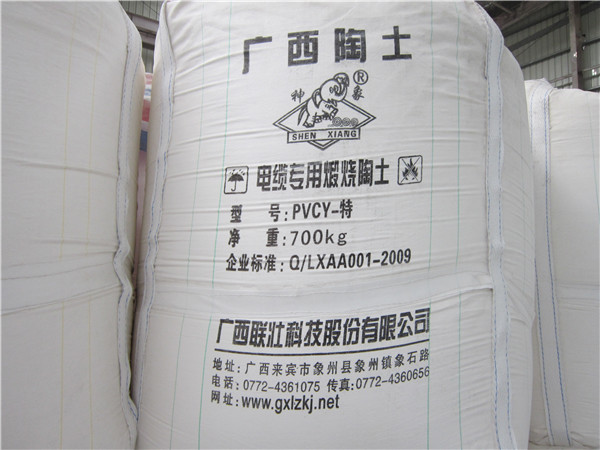 广西陶土
神象®
SHEN XIANG
电缆专用煅烧陶土
型 号:PVCY-特
净 重:700kg
企业标准:Q/LXAA001-2009
广西联壮科技股份有限公司
地址:广西来宾市象州县象州镇象石路
电话:0772-4361075 传真:0772-4360656
网址:www.gxlzkj.net